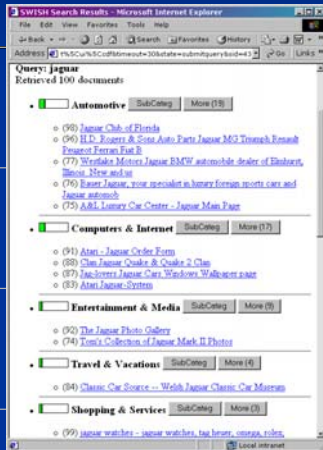 SWISH Search Results - Microsoft Internet Explorer
File Edit View Favorites Tools Help
Back Search Favorites History
Address t%5Cu%5Cdfbtimeout=30&state=submitquery&oid=43 Go Links
Query: jaguar
Retrieved 100 documents
Automotive SubCateg More (19)
(98) Jaguar Club of Florida
(96) H.D. Rogers & Sons Auto Parts Jaguar MG Triumph Renault
Peugeot Ferrari Fiat B
(77) Westlake Motors Jaguar BMW automobile dealer of Elmhurst,
Illinois. New and us
(76) Bauer Jaguar, your specialist in luxury foreign sports cars and
Jaguar automob
(75) A&L Luxury Car Center - Jaguar Main Page
Computers & Internet SubCateg More (17)
(91) Atari - Jaguar Order Form
(88) Clan Jaguar Quake & Quake 2 Clan
(87) Jag-lovers Jaguar Cars Windows Wallpaper page
(83) Atari Jaguar-System
Entertainment & Media SubCateg More (9)
(92) The Jaguar Photo Gallery
(74) Tom's Collection of Jaguar Mark II Photos
Travel & Vacations SubCateg More (4)
(84) Classic Car Source -- Welsh Jaguar Classic Car Museum
Shopping & Services SubCateg More (3)
(99) jaguar watches - jaguar watches, tag heuer, omega, rolex,
Local intranet